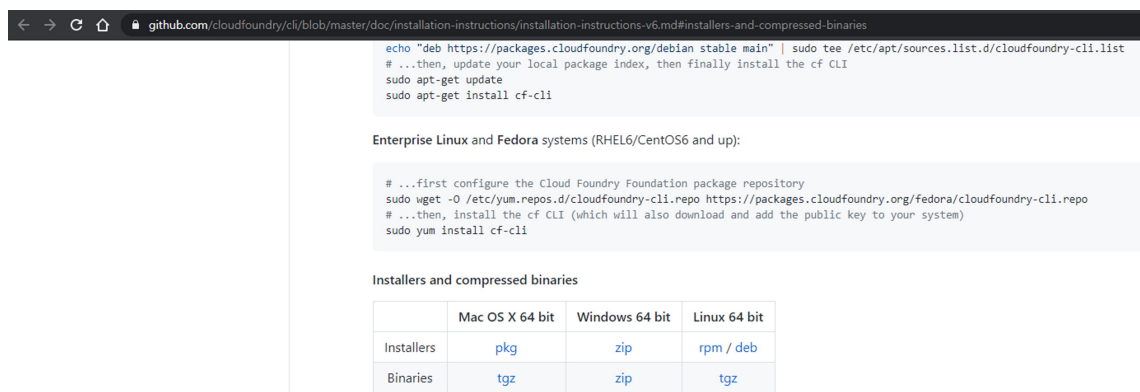 github.com/cloudfoundry/cli/blob/master/doc/installation-instructions/installation-instructions-v6.md#installers-and-compressed-binaries
echo "deb https://packages.cloudfoundry.org/debian stable main" | sudo tee /etc/apt/sources.list.d/cloudfoundry-cli.list
# ...then, update your local package index, then finally install the cf CLI
sudo apt-get update
sudo apt-get install cf-cli
Enterprise Linux and Fedora systems (RHEL6/CentOS6 and up):
# ...first configure the Cloud Foundry Foundation package repository
sudo wget -O /etc/yum.repos.d/cloudfoundry-cli.repo https://packages.cloudfoundry.org/fedora/cloudfoundry-cli.repo
# ...then, install the cf CLI (which will also download and add the public key to your system)
sudo yum install cf-cli
Installers and compressed binaries
Mac OS X 64 bit Windows 64 bit Linux 64 bit
Installers pkg zip rpm / deb
Binaries tgz zip tgz